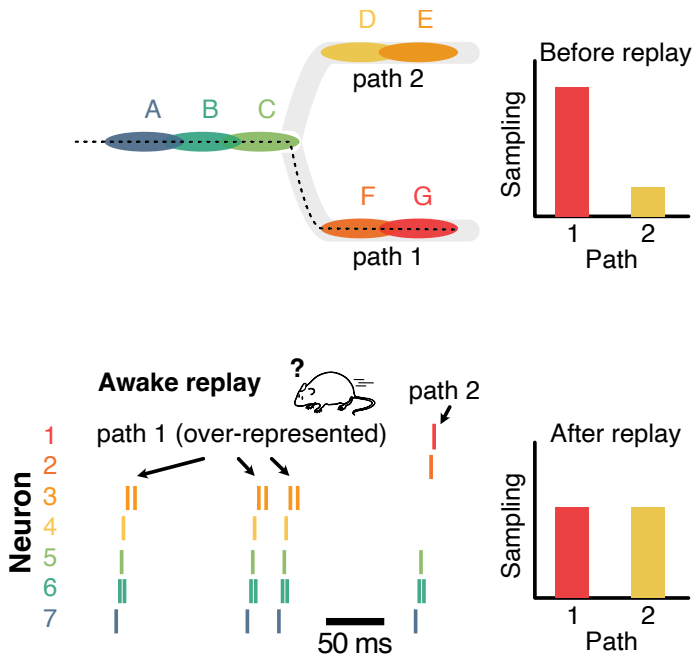 D E
Before replay
path 2
A B C
Sampling
F G
path 1
1 2
Path
?
Awake replay
path 2
path 1 (over-represented)
After replay
Neuron
1
2
3
4
5
6
7
Sampling
50 ms
1 2
Path